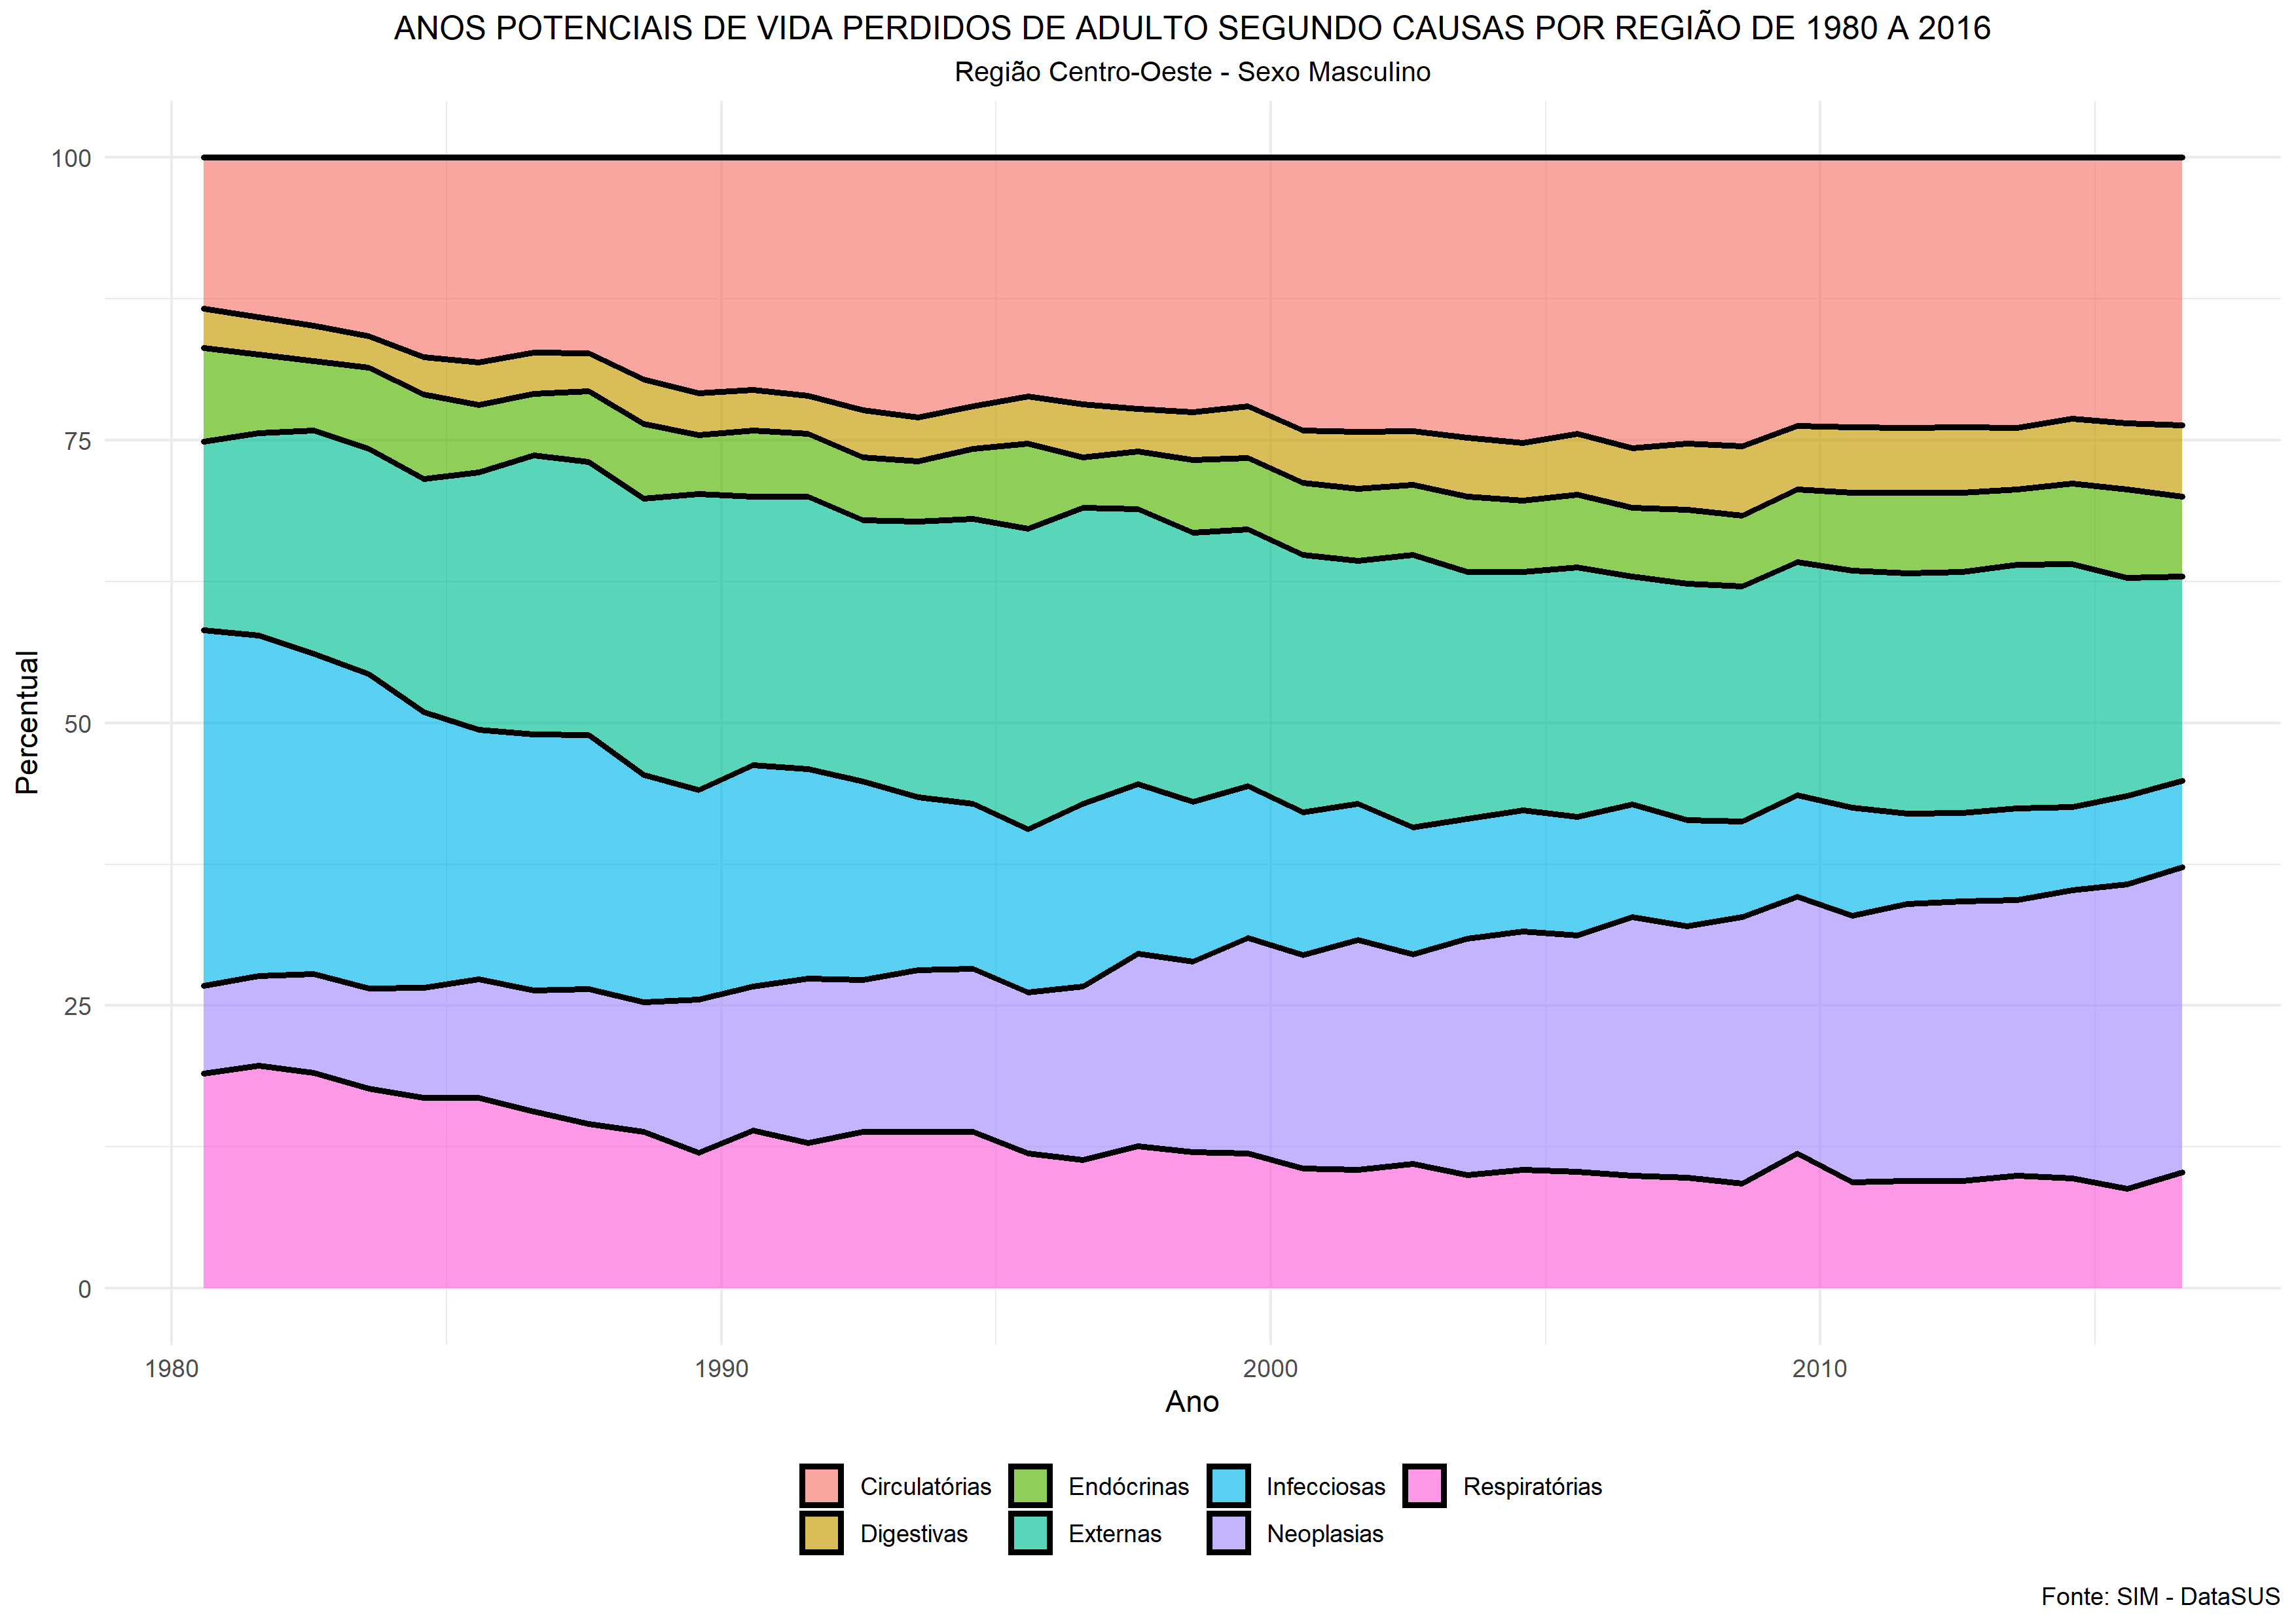 ANOS POTENCIAIS DE VIDA PERDIDOS DE ADULTO SEGUNDO CAUSAS POR REGIÃO DE 1980 A 2016
Região Centro-Oeste - Sexo Masculino
Percentual
100
75
50
25
0
1980 1990 2000 2010
Ano
Circulatórias Endócrinas Infecciosas Respiratórias
Digestivas Externas Neoplasias
Fonte: SIM - DataSUS